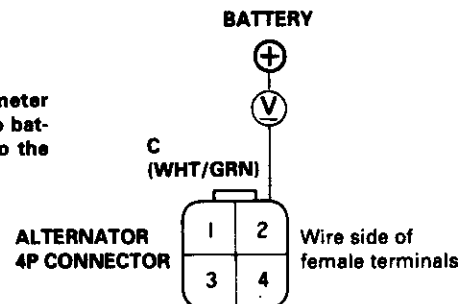 BATTERY
+
V
meter
bat-
o the
C
(WHT/GRN)
ALTERNATOR
4P CONNECTOR
1 2
3 4
Wire side of
female terminals